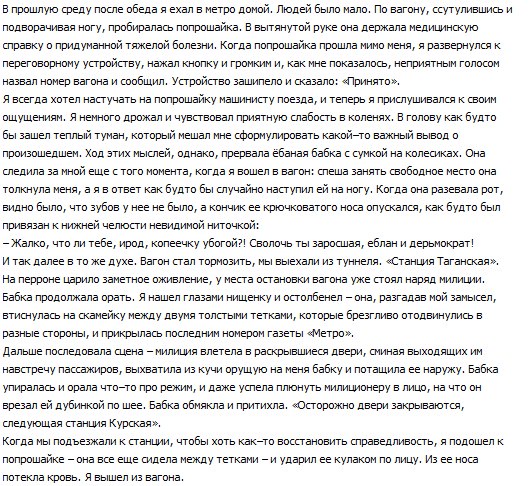 В прошлую среду после обеда я ехал в метро домой. Людей было мало. По вагону, ссутулившись и
подворачивая ногу, пробиралась попрошайка. В вытянутой руке она держала медицинскую
справку о придуманной тяжелой болезни. Когда попрошайка прошла мимо меня, я развернулся к
переговорному устройству, нажал кнопку и громким и, как мне показалось, неприятным голосом
назвал номер вагона и сообщил. Устройство зашипело и сказало: «Принято».
Я всегда хотел настучать на попрошайку машинисту поезда, и теперь я прислушивался к своим
ощущениям. Я немного дрожал и чувствовал приятную слабость в коленях. В голову как будто
бы зашел теплый туман, который мешал мне сформулировать какой–то важный вывод о
произошедшем. Ход этих мыслей, однако, прервала ёбаная бабка с сумкой на колесиках. Она
следила за мной еще с того момента, когда я вошел в вагон: спеша занять свободное место она
толкнула меня, а я в ответ как будто бы случайно наступил ей на ногу. Когда она разевала рот,
видно было, что зубов у нее не было, а кончик ее крючковатого носа опускался, как будто был
привязан к нижней челюсти невидимой ниточкой:
– Жалко, что ли тебе, ирод, копеечку убогой?! Сволочь ты заросшая, еблан и дерьмократ!
И так далее в то же духе. Вагон стал тормозить, мы выехали из туннеля. «Станция Таганская».
На перроне царило заметное оживление, у места остановки вагона уже стоял наряд милиции.
Бабка продолжала орать. Я нашел глазами нищенку и остолбенел – она, разгадав мой замысел,
втиснулась на скамейку между двумя толстыми тетками, которые брезгливо отодвинулись в
разные стороны, и прикрылась последним номером газеты «Метро».
Дальше последовала сцена – милиция влетела в раскрывшиеся двери, сминая выходящих им
навстречу пассажиров, выхватила из кучи орущую на меня бабку и потащила ее наружу. Бабка
упиралась и орала что–то про режим, и даже успела плюнуть милиционеру в лицо, на что он
врезал ей дубинкой по шее. Бабка обмякла и притихла. «Осторожно двери закрываются,
следующая станция Курская».
Когда мы подъезжали к станции, чтобы хоть как–то восстановить справедливость, я подошел к
попрошайке – она все еще сидела между тетками – и ударил ее кулаком по лицу. Из ее носа
потекла кровь. Я вышел из вагона.